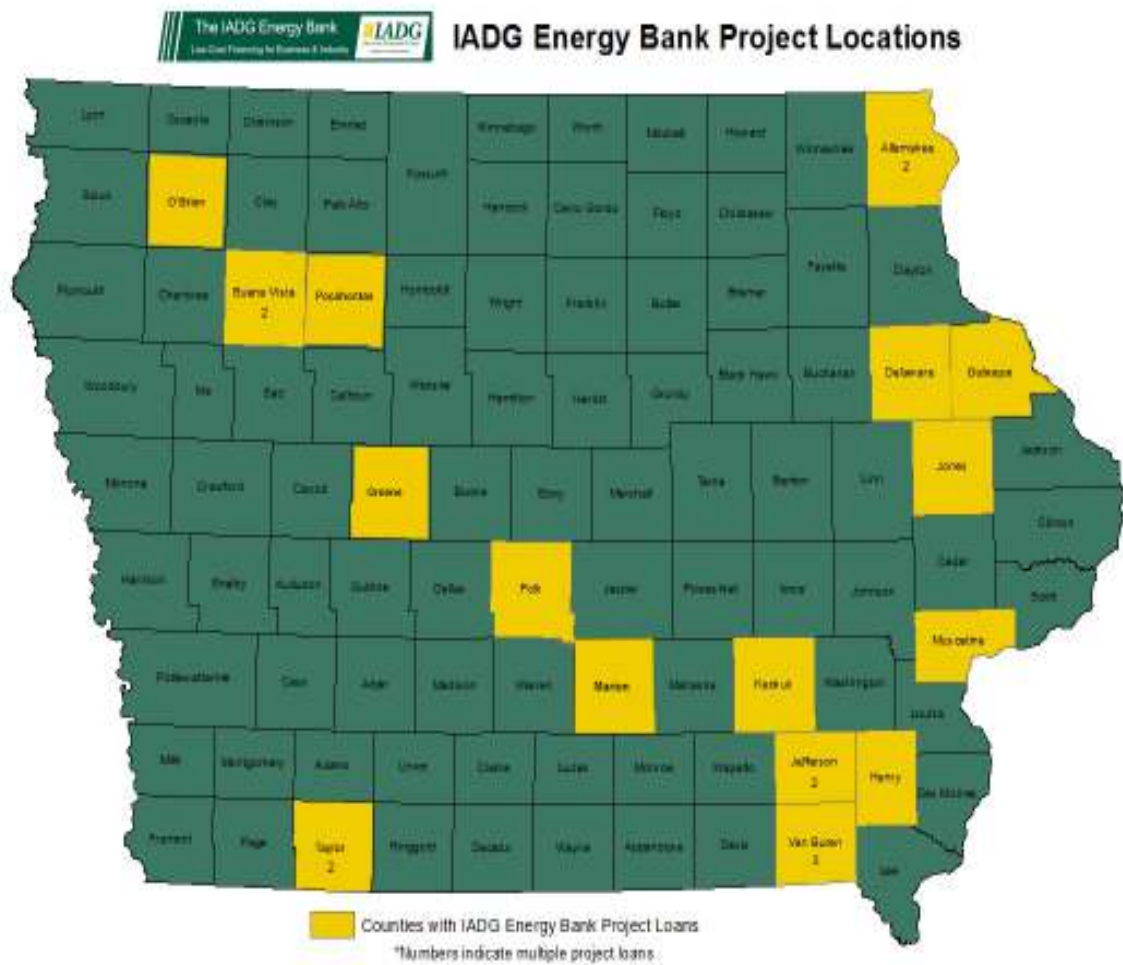 The IADG Energy Bank
Low-Cost Financing for Business & Industry
IADG
IADG Energy Bank Project Locations
Lyon Osceola Dickinson Emmet Winnebago Worth Mitchell Howard
Winneshiek Allamakee
2
Kossuth
Sioux O'Brien Clay Palo Alto Hancock Cerro Gordo Floyd Chickasaw
Fayette Clayton
Plymouth Cherokee Buena Vista Pocahontas Humboldt Wright Franklin Butler Bremer
2
Woodbury Ida Sac Calhoun Webster Hamilton Hardin Grundy Black Hawk Buchanan Delaware Dubuque
Monona Crawford Carroll Greene Boone Story Marshall Tama Benton Linn Jones Jackson
Clinton
Cedar
Harrison Shelby Audubon Guthrie Dallas Polk Jasper Poweshiek Iowa Johnson Scott
Muscatine
Pottawattamie Cass Adair Madison Warren Marion Mahaska Keokuk Washington
Louisa
Mills Montgomery Adams Union Clarke Lucas Monroe Wapello Jefferson Henry
Des Moines
Fremont Page Taylor Ringgold Decatur Wayne Appanoose Davis Van Buren Lee
2
Counties with IADG Energy Bank Project Loans
*Numbers indicate multiple project loans